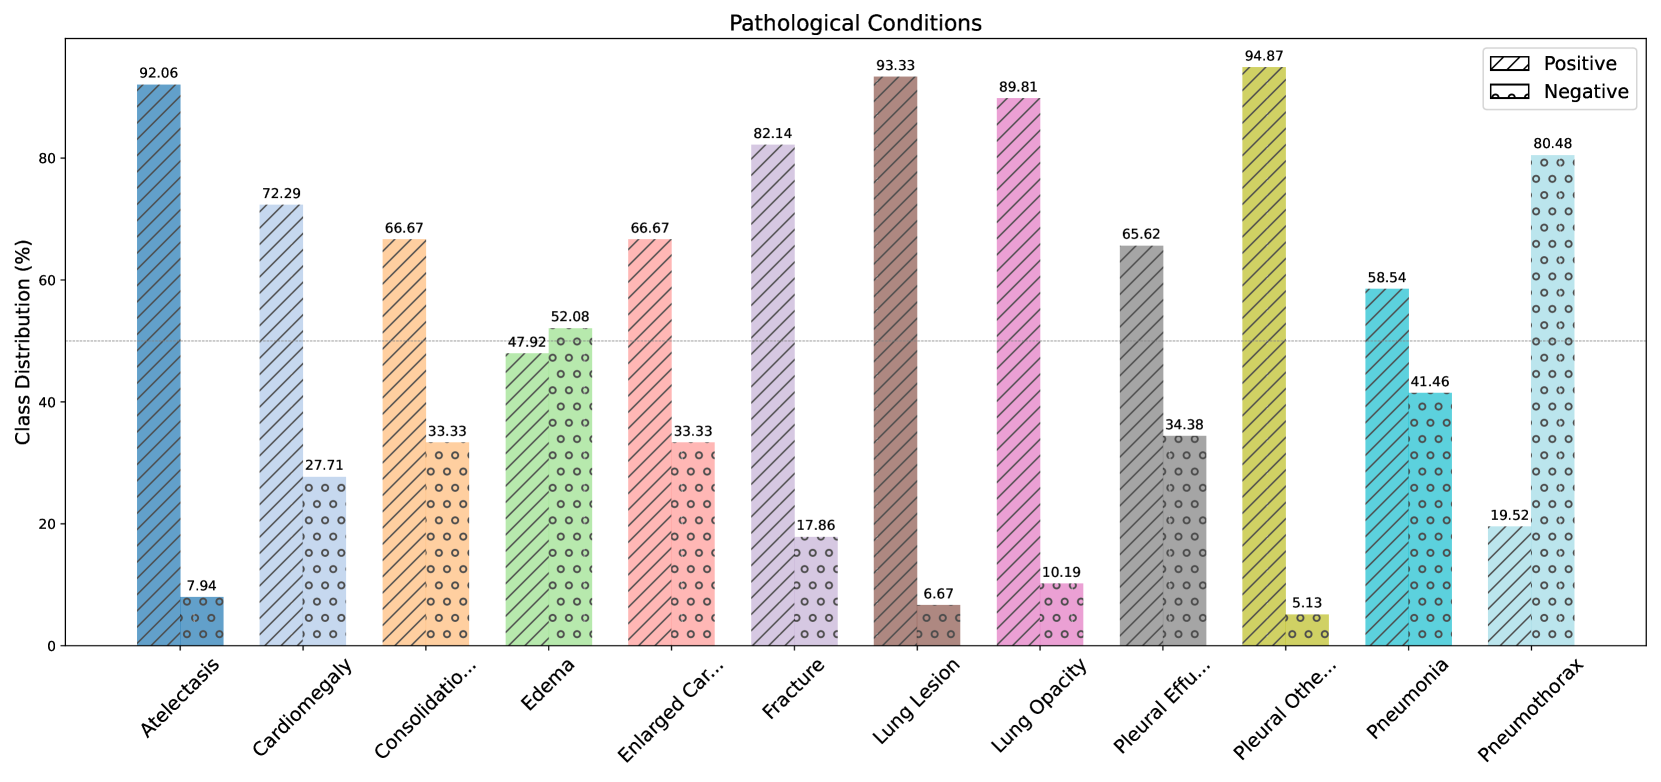 Pathological Conditions
Positive
Negative
Class Distribution (%)
80
60
40
20
0
92.06
7.94
72.29
27.71
66.67
33.33
47.92
52.08
66.67
33.33
82.14
17.86
93.33
6.67
89.81
10.19
65.62
34.38
94.87
5.13
58.54
41.46
19.52
80.48
Atelectasis
Cardiomegaly
Consolidatio...
Edema
Enlarged Car...
Fracture
Lung Lesion
Lung Opacity
Pleural Effu...
Pleural Othe...
Pneumonia
Pneumothorax